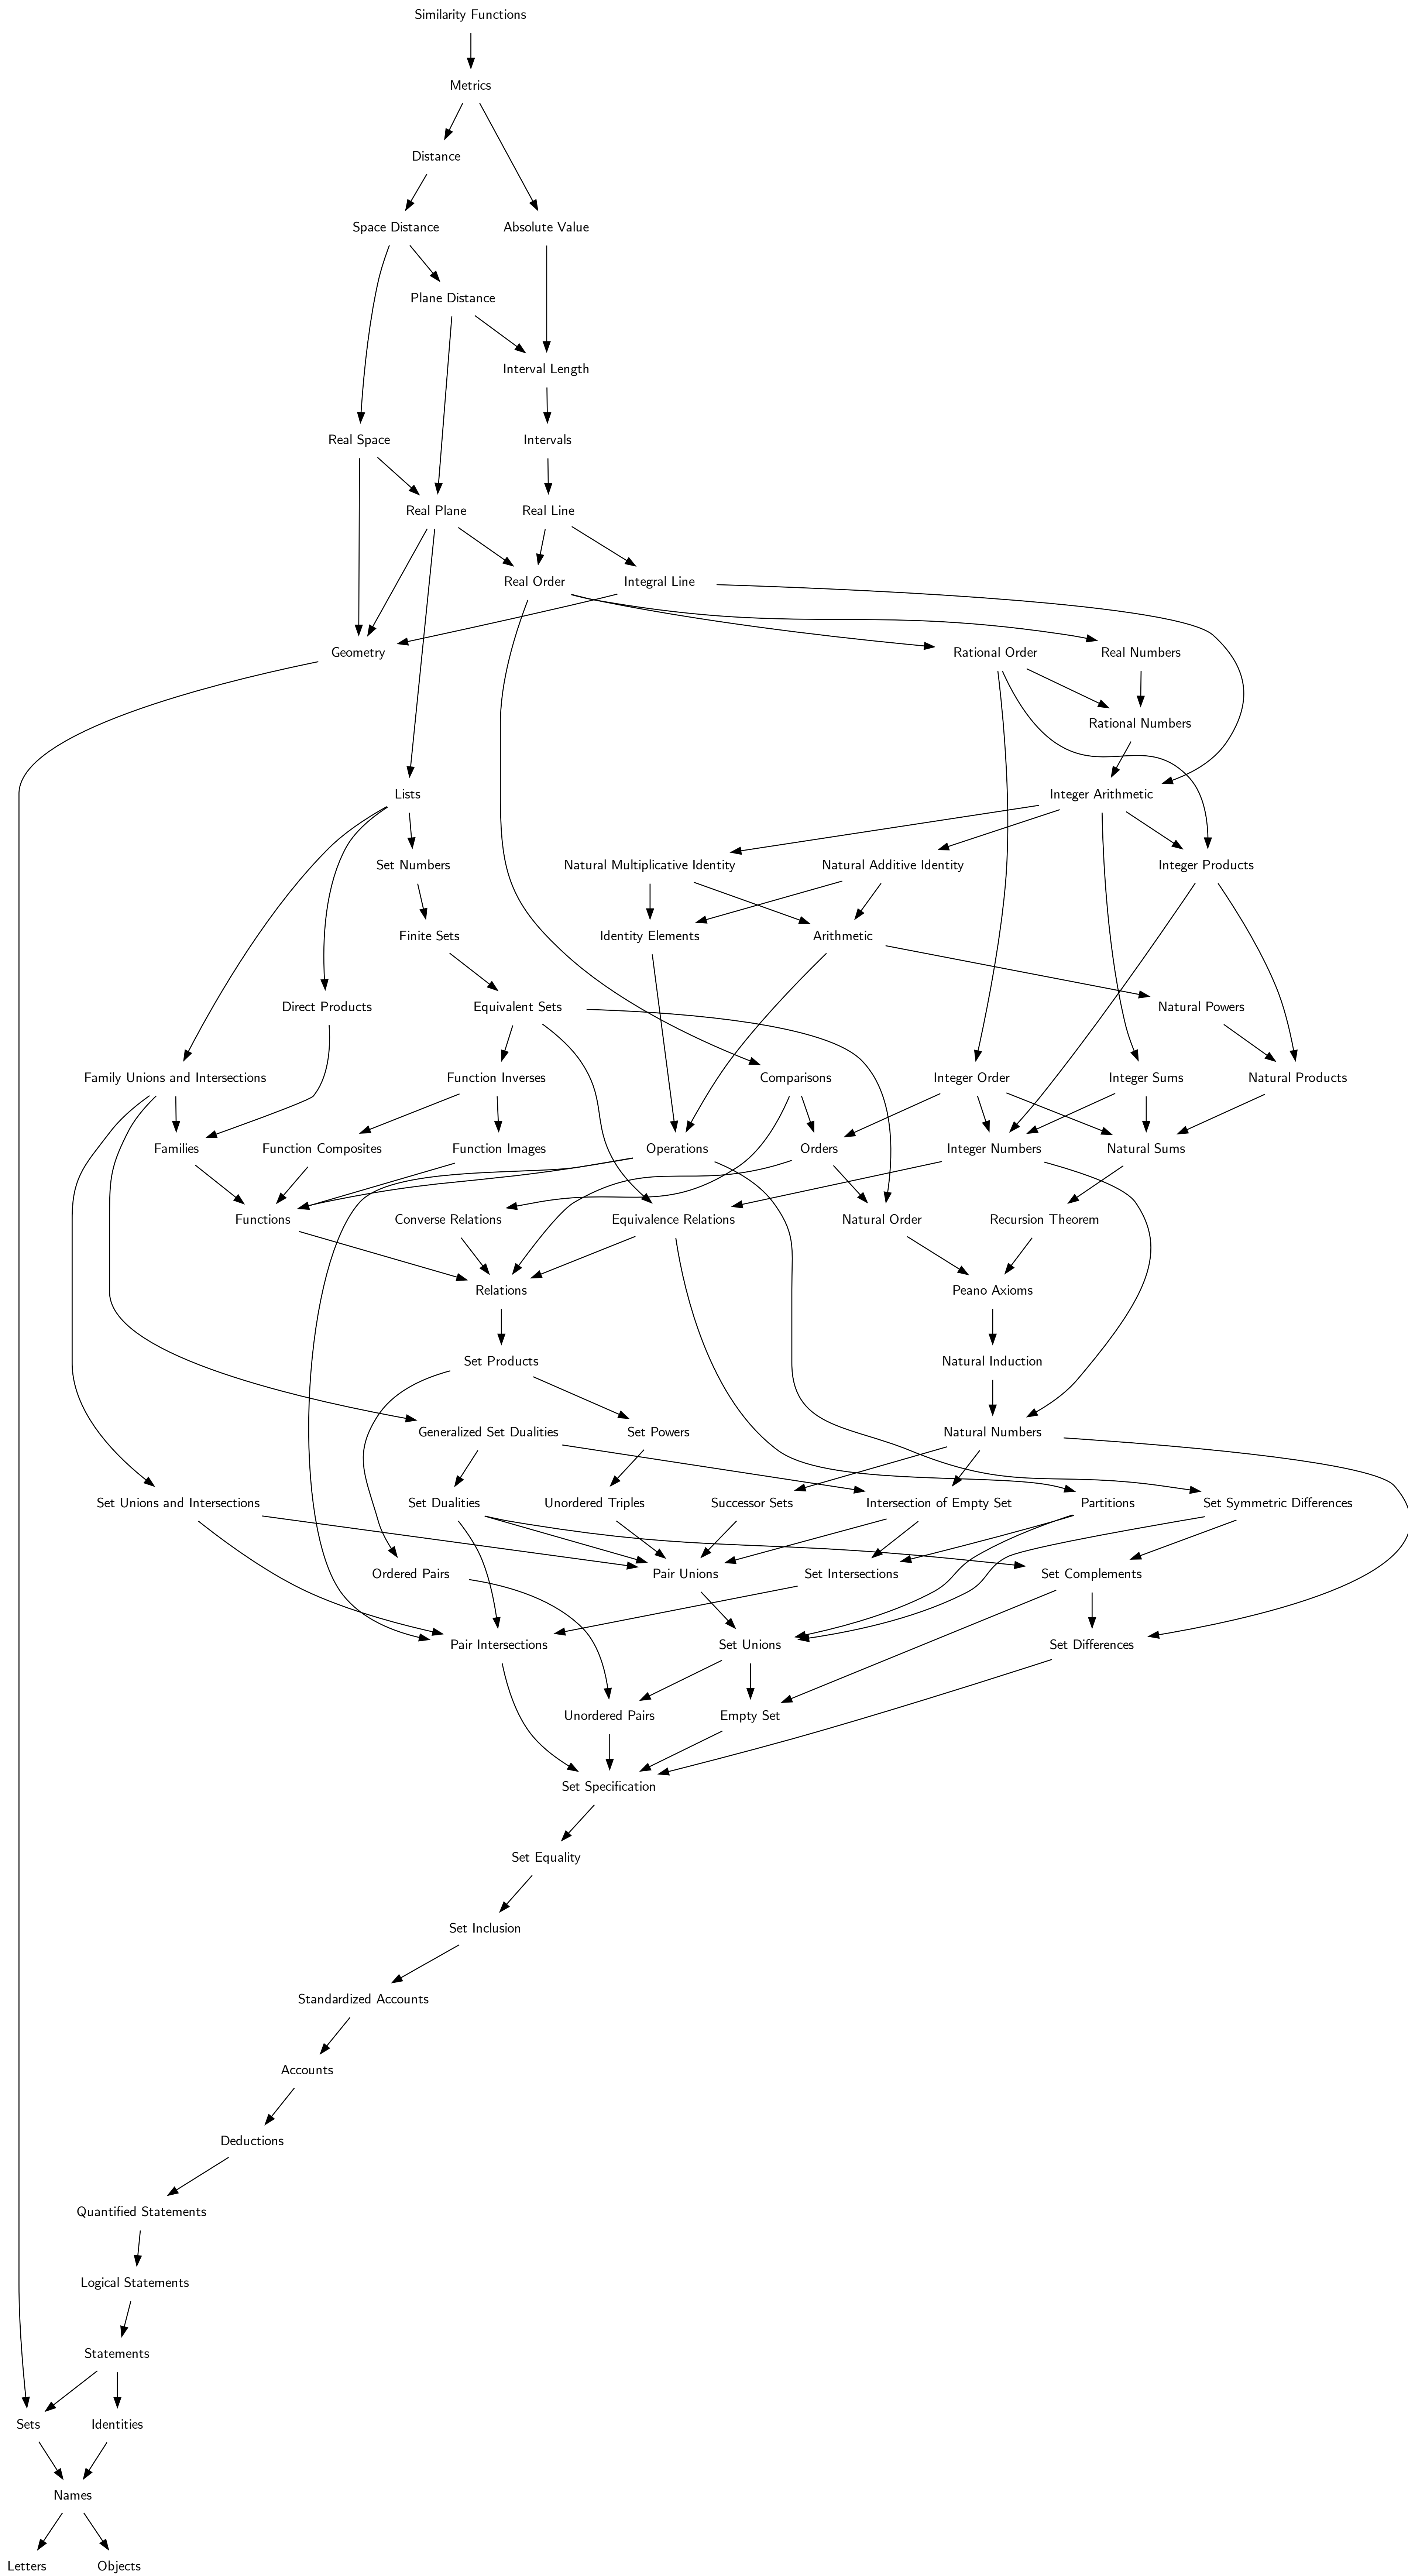 Similarity Functions
Metrics
Distance
Space Distance
Absolute Value
Plane Distance
Interval Length
Real Space
Intervals
Real Plane
Real Line
Real Order
Integral Line
Geometry
Rational Order
Real Numbers
Rational Numbers
Lists
Integer Arithmetic
Set Numbers
Natural Multiplicative Identity
Natural Additive Identity
Integer Products
Finite Sets
Identity Elements
Arithmetic
Direct Products
Equivalent Sets
Natural Powers
Family Unions and Intersections
Function Inverses
Comparisons
Integer Order
Integer Sums
Natural Products
Families
Function Composites
Function Images
Operations
Orders
Integer Numbers
Natural Sums
Functions
Converse Relations
Equivalence Relations
Natural Order
Recursion Theorem
Relations
Peano Axioms
Set Products
Natural Induction
Generalized Set Dualities
Set Powers
Natural Numbers
Set Unions and Intersections
Set Dualities
Unordered Triples
Successor Sets
Intersection of Empty Set
Partitions
Set Symmetric Differences
Ordered Pairs
Pair Unions
Set Intersections
Set Complements
Pair Intersections
Set Unions
Set Differences
Unordered Pairs
Empty Set
Set Specification
Set Equality
Set Inclusion
Standardized Accounts
Accounts
Deductions
Quantified Statements
Logical Statements
Statements
Sets
Identities
Names
Letters
Objects